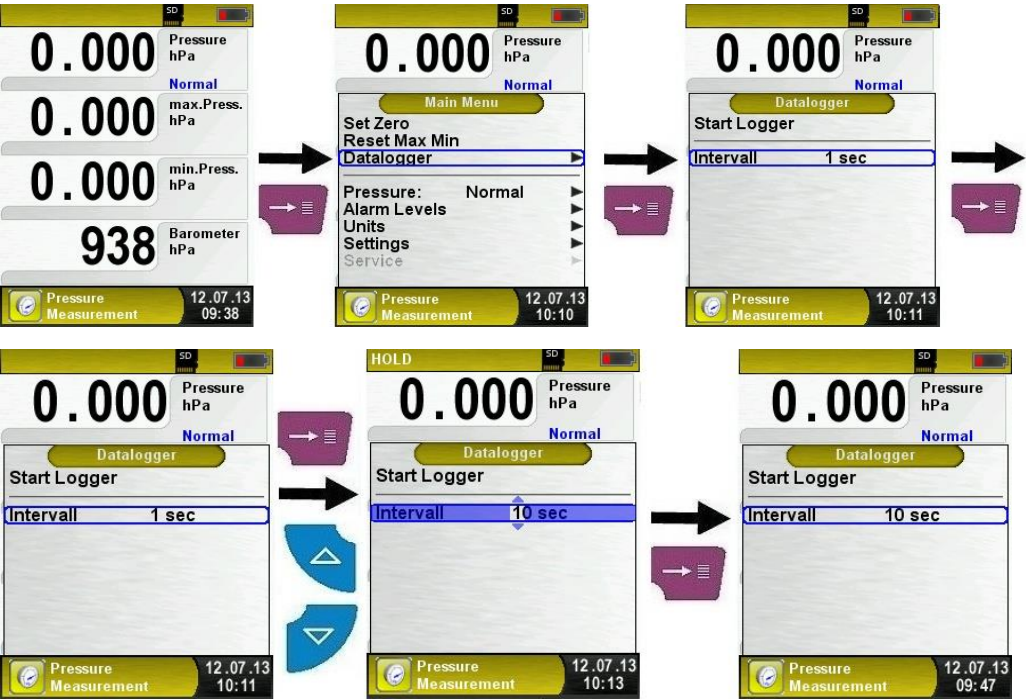 SD
0.000 Pressure
hPa
Normal
0.000 max.Press.
hPa
0.000 min.Press.
hPa
938 Barometer
hPa
Pressure 12.07.13
Measurement 09:38
SD
0.000 Pressure
hPa
Normal
Main Menu
Set Zero
Reset Max Min
Datalogger
Pressure: Normal
Alarm Levels
Units
Settings
Service
Pressure 12.07.13
Measurement 10:10
SD
0.000 Pressure
hPa
Normal
Datalogger
Start Logger
Intervall 1 sec
Pressure 12.07.13
Measurement 10:11
SD
0.000 Pressure
hPa
Normal
Datalogger
Start Logger
Intervall 1 sec
Pressure 12.07.13
Measurement 10:11
HOLD SD
0.000 Pressure
hPa
Normal
Datalogger
Start Logger
Intervall 10 sec
Pressure 12.07.13
Measurement 10:13
SD
0.000 Pressure
hPa
Normal
Datalogger
Start Logger
Intervall 10 sec
Pressure 12.07.13
Measurement 09:47